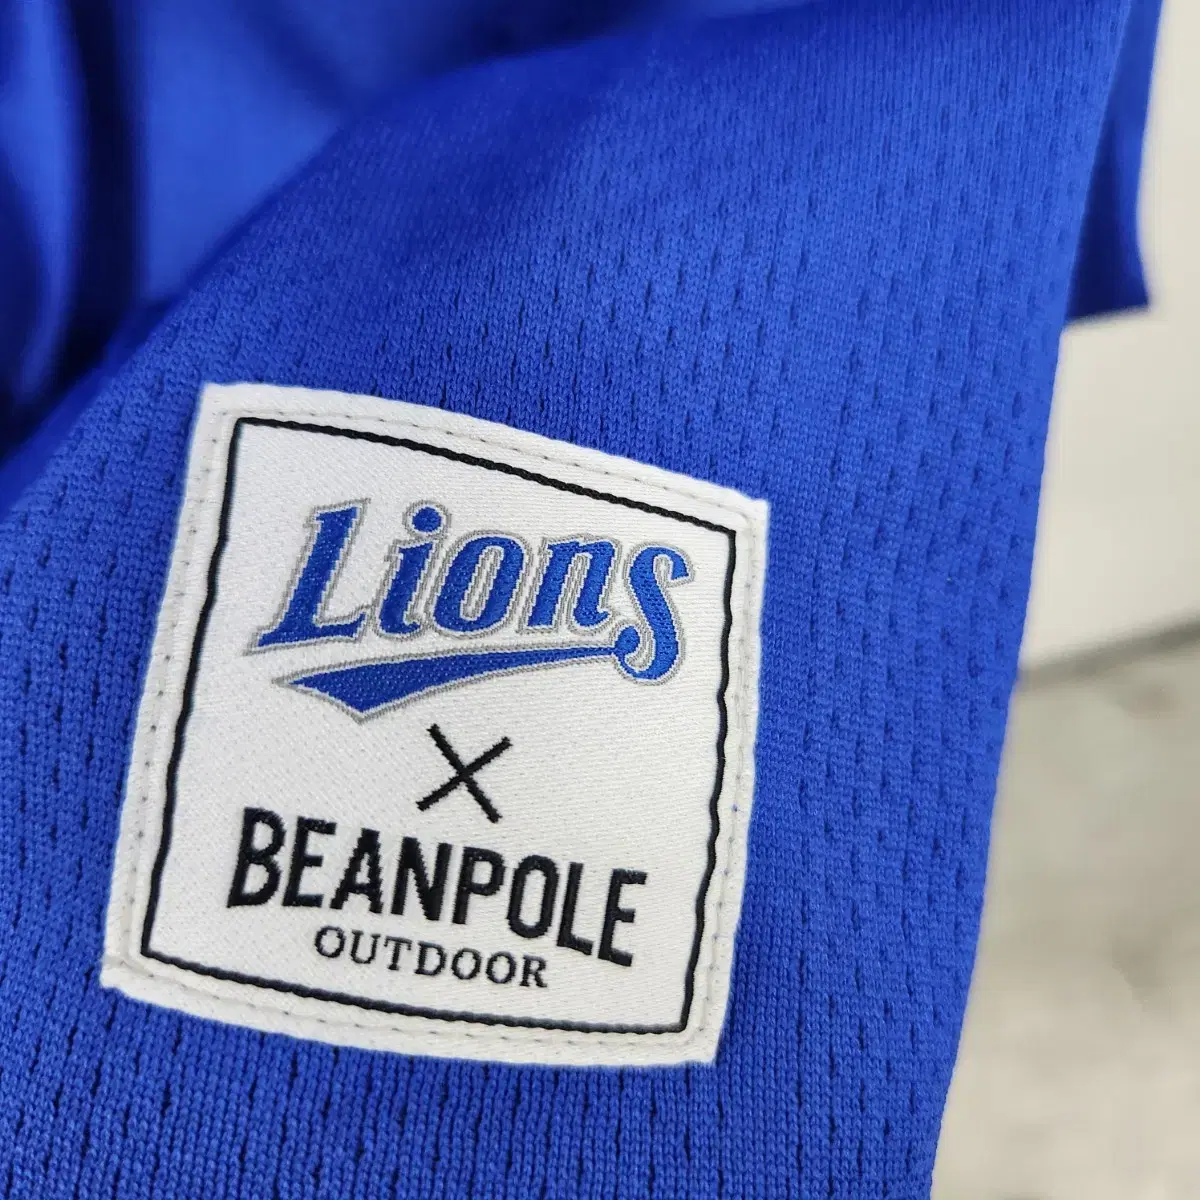 Lions
×
BEANPOLE
OUTDOOR